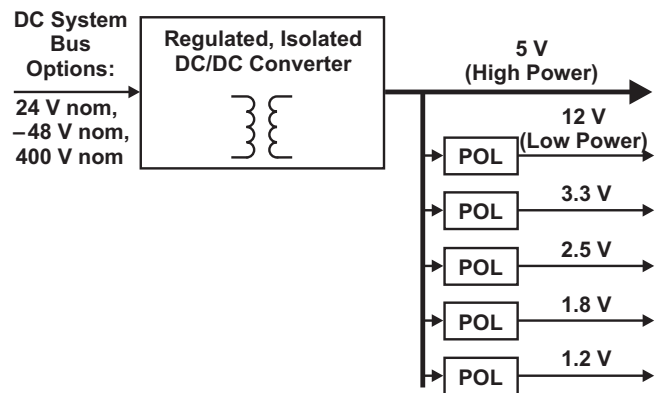 DC System
Bus
Options:
24 V nom,
–48 V nom,
400 V nom
Regulated, Isolated
DC/DC Converter
5 V
(High Power)
12 V
(Low Power)
POL
3.3 V
POL
2.5 V
POL
1.8 V
POL
1.2 V
POL